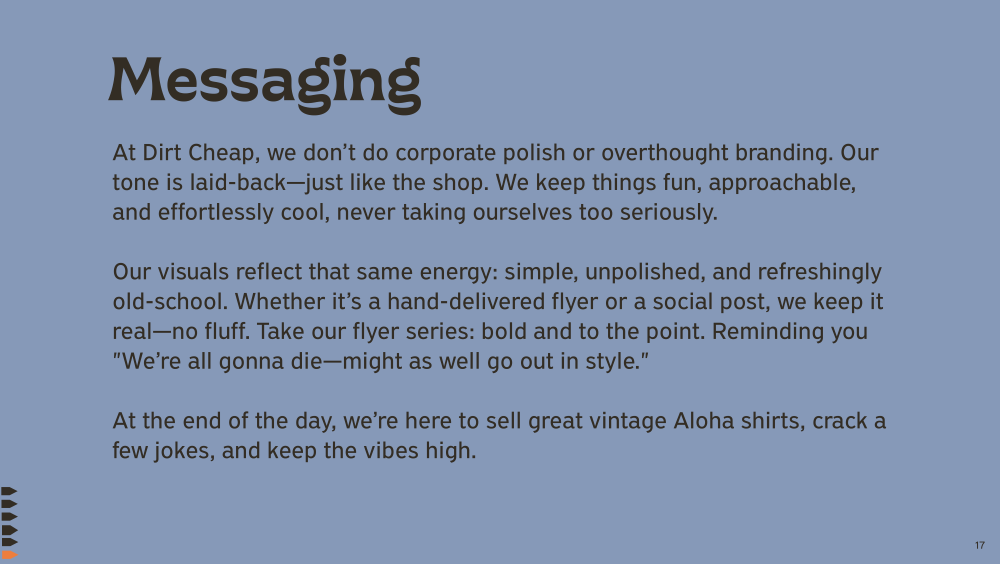 Messaging
At Dirt Cheap, we don’t do corporate polish or overthought branding. Our
tone is laid-back—just like the shop. We keep things fun, approachable,
and effortlessly cool, never taking ourselves too seriously.
Our visuals reflect that same energy: simple, unpolished, and refreshingly
old-school. Whether it’s a hand-delivered flyer or a social post, we keep it
real—no fluff. Take our flyer series: bold and to the point. Reminding you
"We’re all gonna die—might as well go out in style."
At the end of the day, we’re here to sell great vintage Aloha shirts, crack a
few jokes, and keep the vibes high.
17